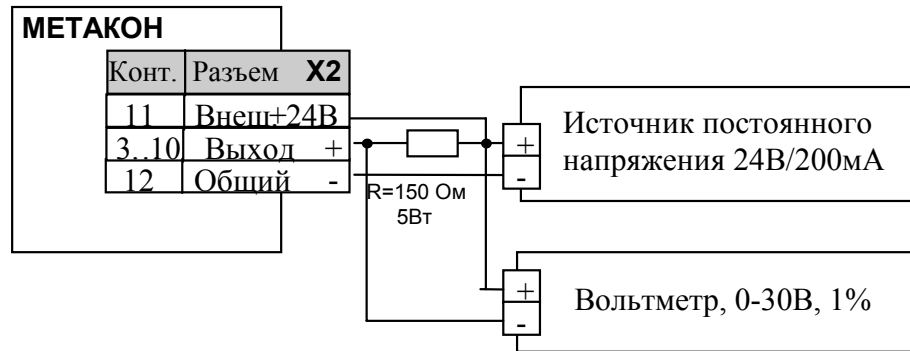 МЕТАКОН
Конт. Разъем X2
11 Внеш+24В
3..10 Выход +
12 Общий -
R=150 Ом
5Вт
+
-
Источник постоянного
напряжения 24В/200мА
+
-
Вольтметр, 0-30В, 1%